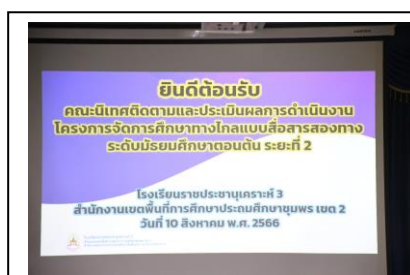 ยินดีต้อนรับ
คณะนิเทศติดตามและประเมินผลการดำเนินงาน
โครงการจัดการศึกษาทางไกลแบบสื่อสารสองทาง
ระดับมัธยมศึกษาตอนต้น ระยะที่ 2
โรงเรียนราชประชานุเคราะห์ 3
สำนักงานเขตพื้นที่การศึกษาประถมศึกษาชุมพร เขต 2
วันที่ 10 สิงหาคม พ.ศ. 2566